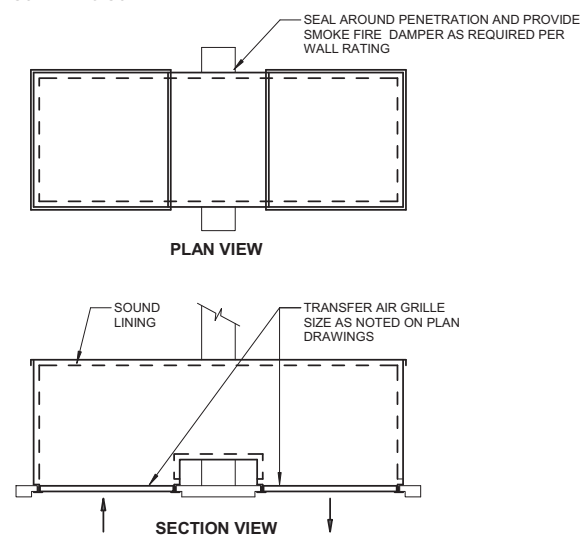 SEAL AROUND PENETRATION AND PROVIDE
SMOKE FIRE DAMPER AS REQUIRED PER
WALL RATING
PLAN VIEW
SOUND
LINING
TRANSFER AIR GRILLE
SIZE AS NOTED ON PLAN
DRAWINGS
SECTION VIEW